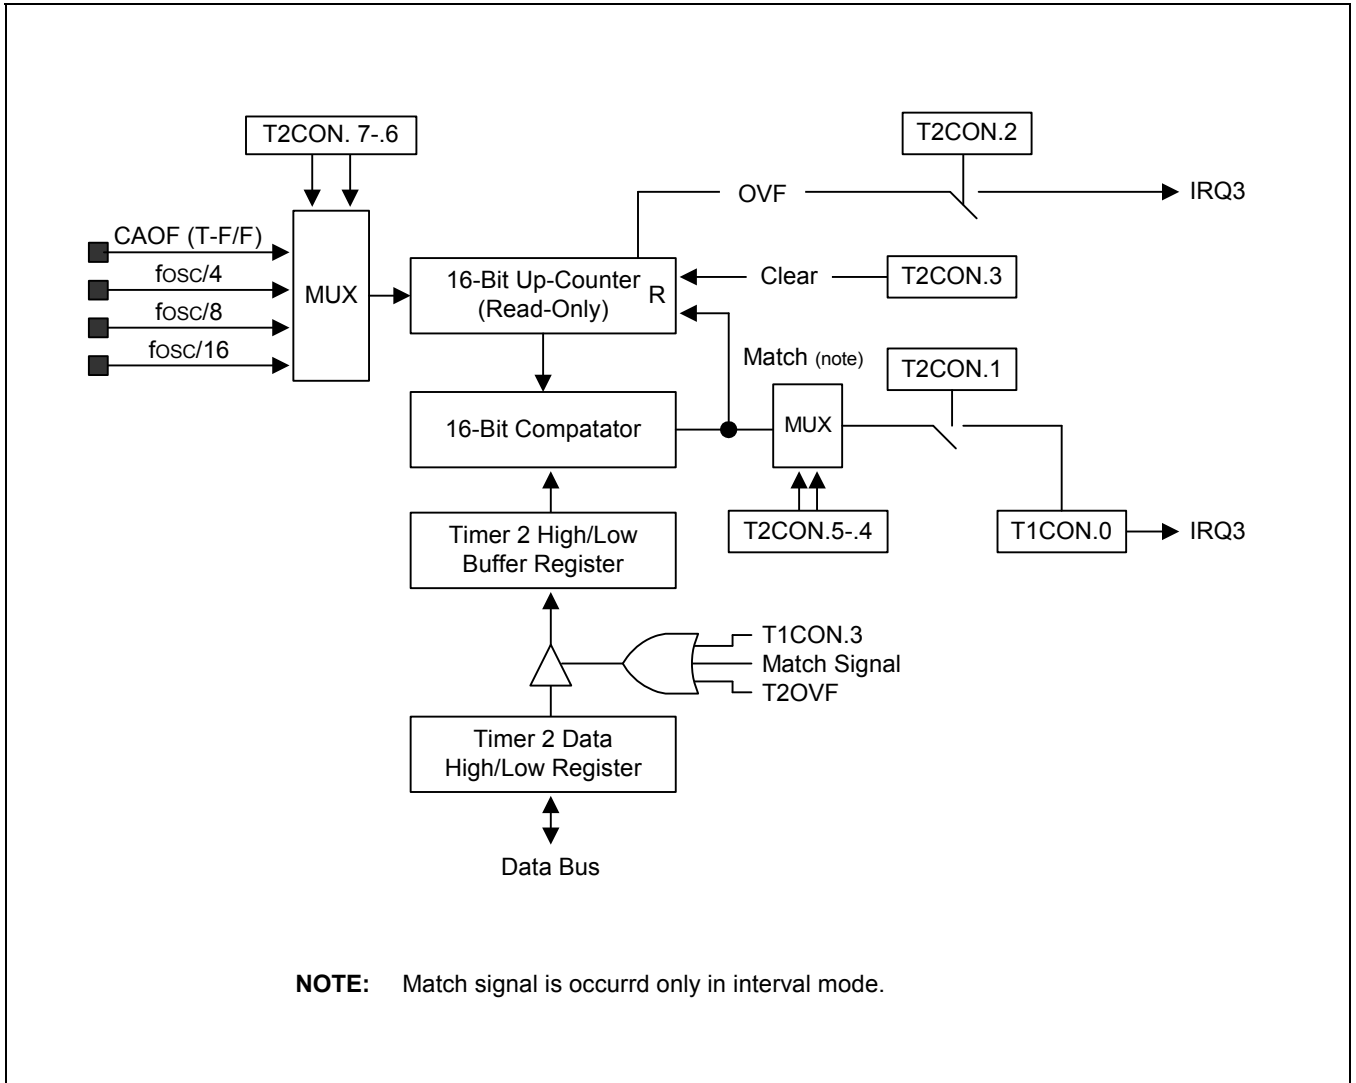 T2CON. 7-.6
T2CON.2
OVF
IRQ3
CAOF (T-F/F)
fOSC/4
fOSC/8
fOSC/16
MUX
16-Bit Up-Counter
(Read-Only)
R
Clear
T2CON.3
Match (note)
T2CON.1
16-Bit Compatator
MUX
T2CON.5-.4
T1CON.0
IRQ3
Timer 2 High/Low
Buffer Register
T1CON.3
Match Signal
T2OVF
Timer 2 Data
High/Low Register
Data Bus
NOTE: Match signal is occurrd only in interval mode.